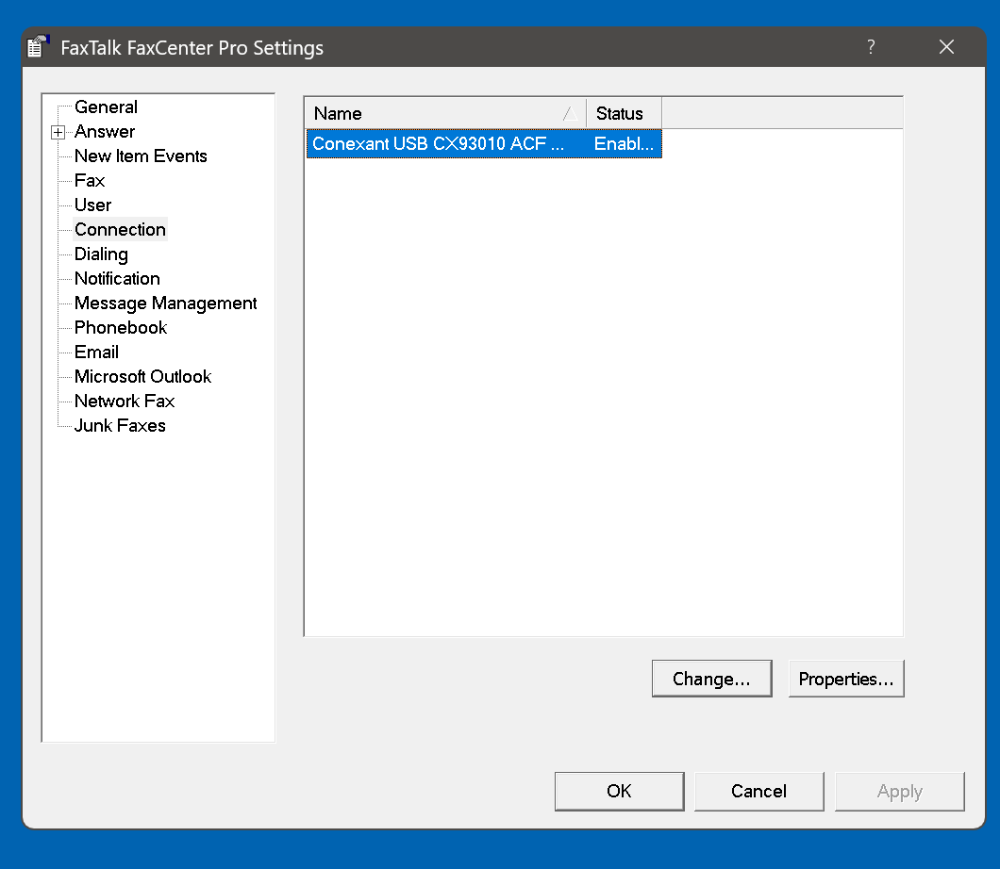 FaxTalk FaxCenter Pro Settings
?
General
Answer
New Item Events
Fax
User
Connection
Dialing
Notification
Message Management
Phonebook
Email
Microsoft Outlook
Network Fax
Junk Faxes
Name Status
Conexant USB CX93010 ACF ... Enabl...
Change... Properties...
OK Cancel Apply